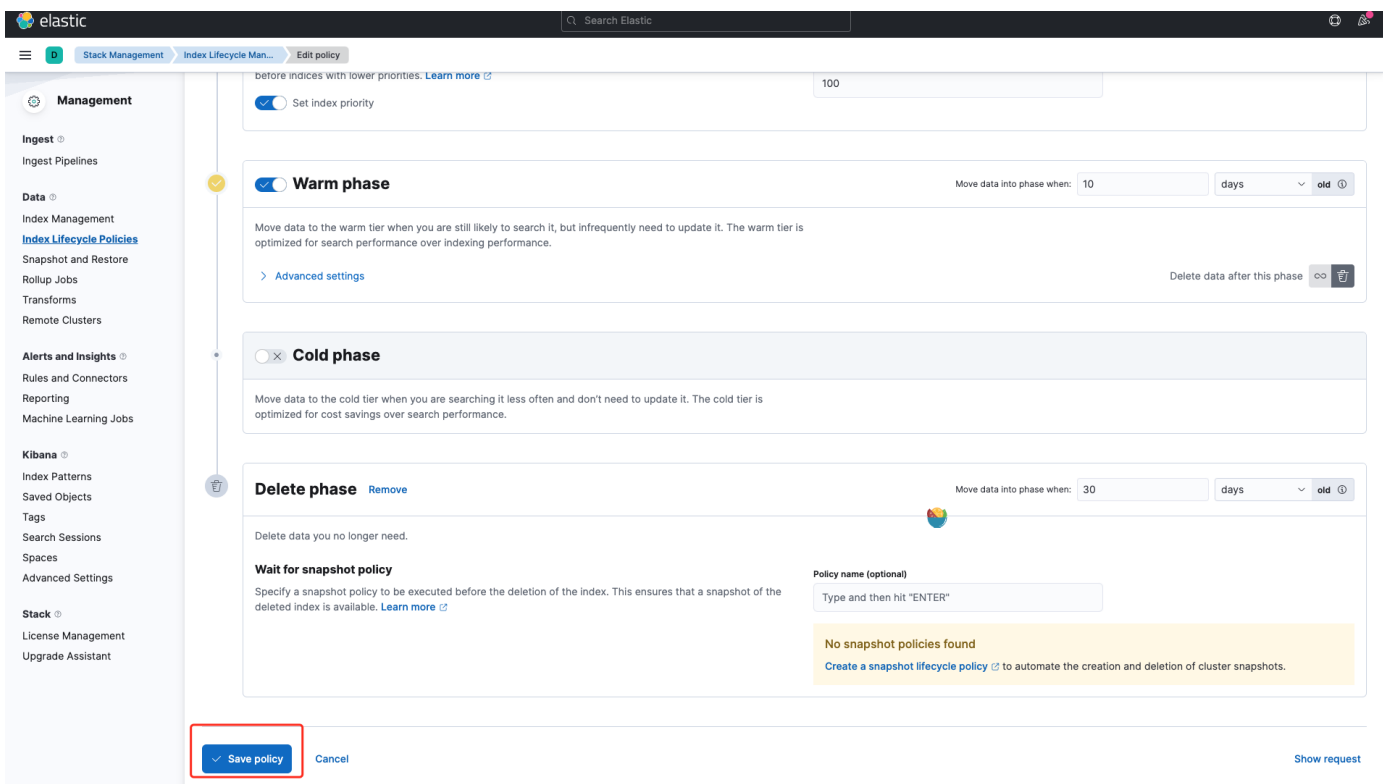 elastic
Search Elastic
D
Stack Management
Index Lifecycle Man...
Edit policy
before indices with lower priorities. Learn more
100
Set index priority
Management
Ingest
Ingest Pipelines
Data
Index Management
Index Lifecycle Policies
Snapshot and Restore
Rollup Jobs
Transforms
Remote Clusters
Alerts and Insights
Rules and Connectors
Reporting
Machine Learning Jobs
Kibana
Index Patterns
Saved Objects
Tags
Search Sessions
Spaces
Advanced Settings
Stack
License Management
Upgrade Assistant
Warm phase
Move data into phase when: 10 days old
Move data to the warm tier when you are still likely to search it, but infrequently need to update it. The warm tier is
optimized for search performance over indexing performance.
Advanced settings
Delete data after this phase
Cold phase
Move data to the cold tier when you are searching it less often and don't need to update it. The cold tier is
optimized for cost savings over search performance.
Delete phase Remove
Move data into phase when: 30 days old
Delete data you no longer need.
Wait for snapshot policy
Specify a snapshot policy to be executed before the deletion of the index. This ensures that a snapshot of the
deleted index is available. Learn more
Policy name (optional)
Type and then hit "ENTER"
No snapshot policies found
Create a snapshot lifecycle policy to automate the creation and deletion of cluster snapshots.
Save policy
Cancel
Show request